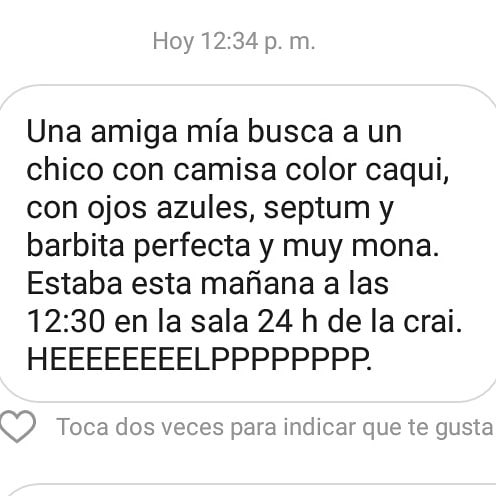 Hoy 12:34 p. m.
Una amiga mía busca a un
chico con camisa color caqui,
con ojos azules, septum y
barbita perfecta y muy mona.
Estaba esta mañana a las
12:30 en la sala 24 h de la crai.
HEEEEEEEELPPPPPPPP.
Toca dos veces para indicar que te gusta